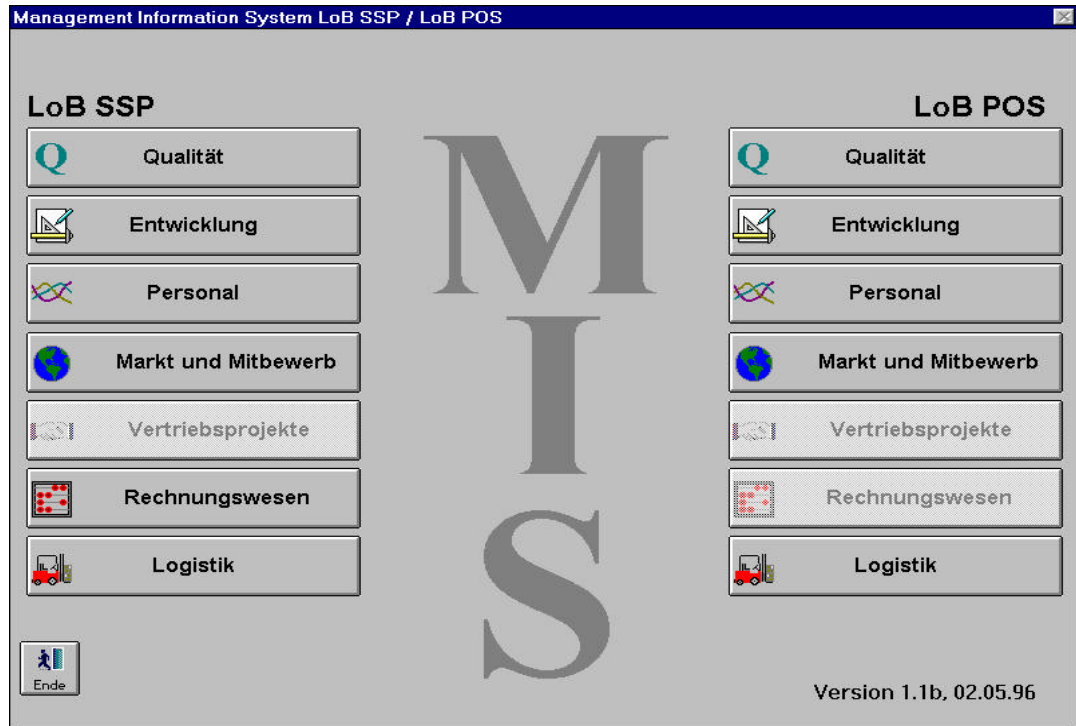 Management Information System LoB SSP / LoB POS
LoB SSP
Q Qualität
Entwicklung
Personal
Markt und Mitbewerb
Vertriebsprojekte
Rechnungswesen
Logistik
Ende
M
I
S
LoB POS
Q Qualität
Entwicklung
Personal
Markt und Mitbewerb
Vertriebsprojekte
Rechnungswesen
Logistik
Version 1.1b, 02.05.96